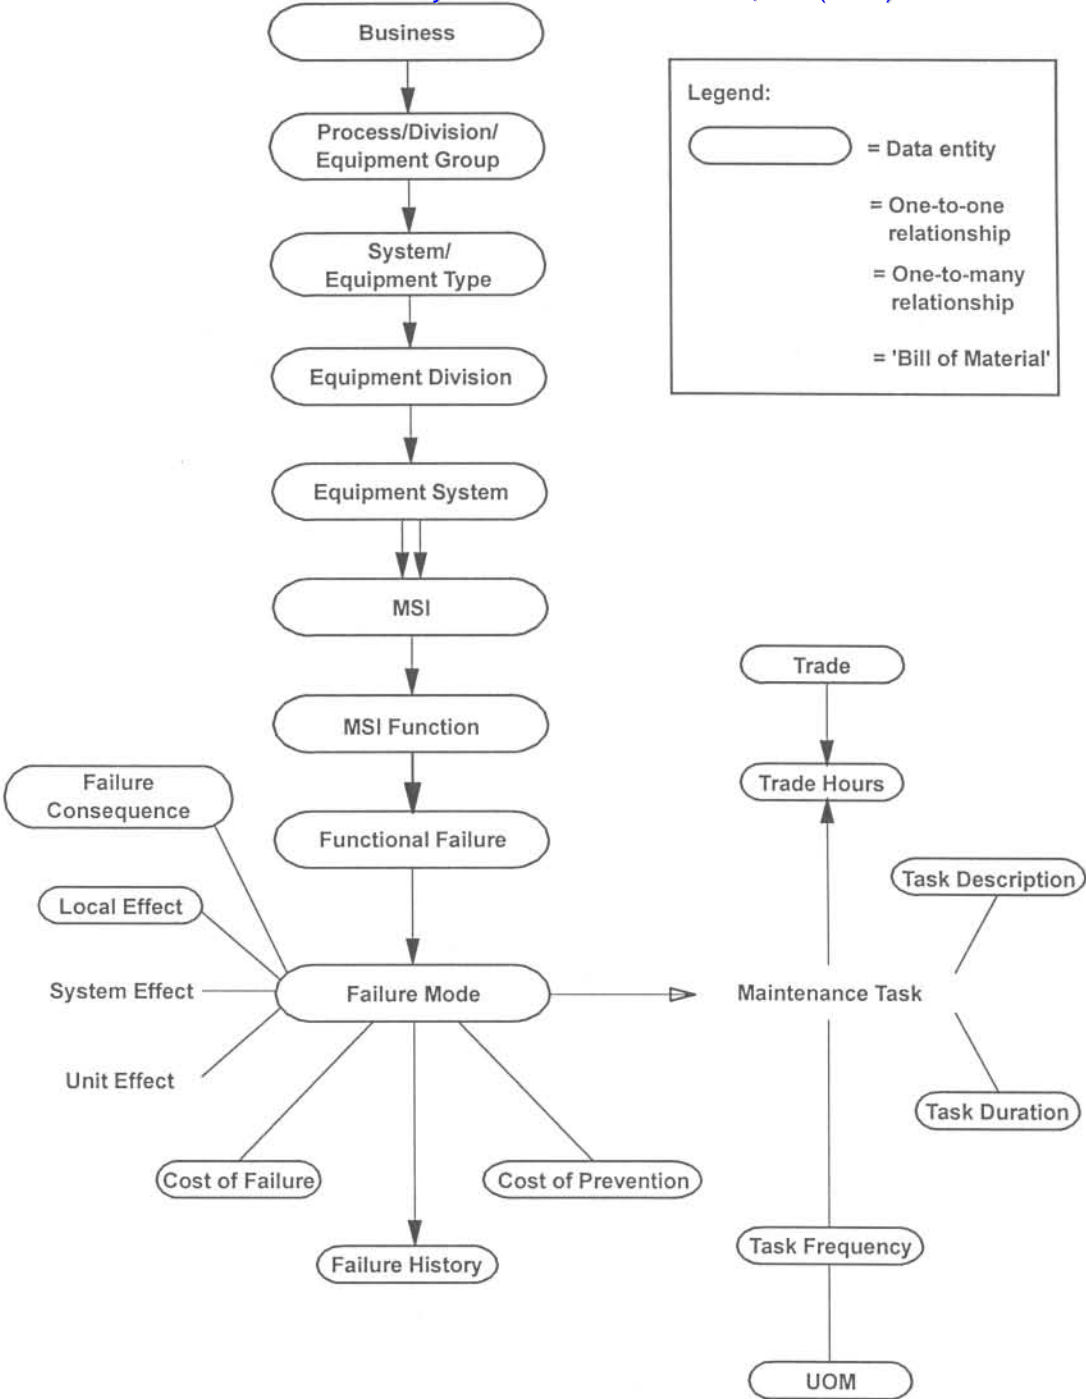 Business
Process/Division/
Equipment Group
System/
Equipment Type
Equipment Division
Equipment System
MSI
MSI Function
Functional Failure
Failure
Consequence
Local Effect
System Effect
Unit Effect
Failure Mode
Cost of Failure
Failure History
Cost of Prevention
Legend:
= Data entity
= One-to-one
relationship
= One-to-many
relationship
= 'Bill of Material'
Trade
Trade Hours
Task Description
Maintenance Task
Task Duration
Task Frequency
UOM